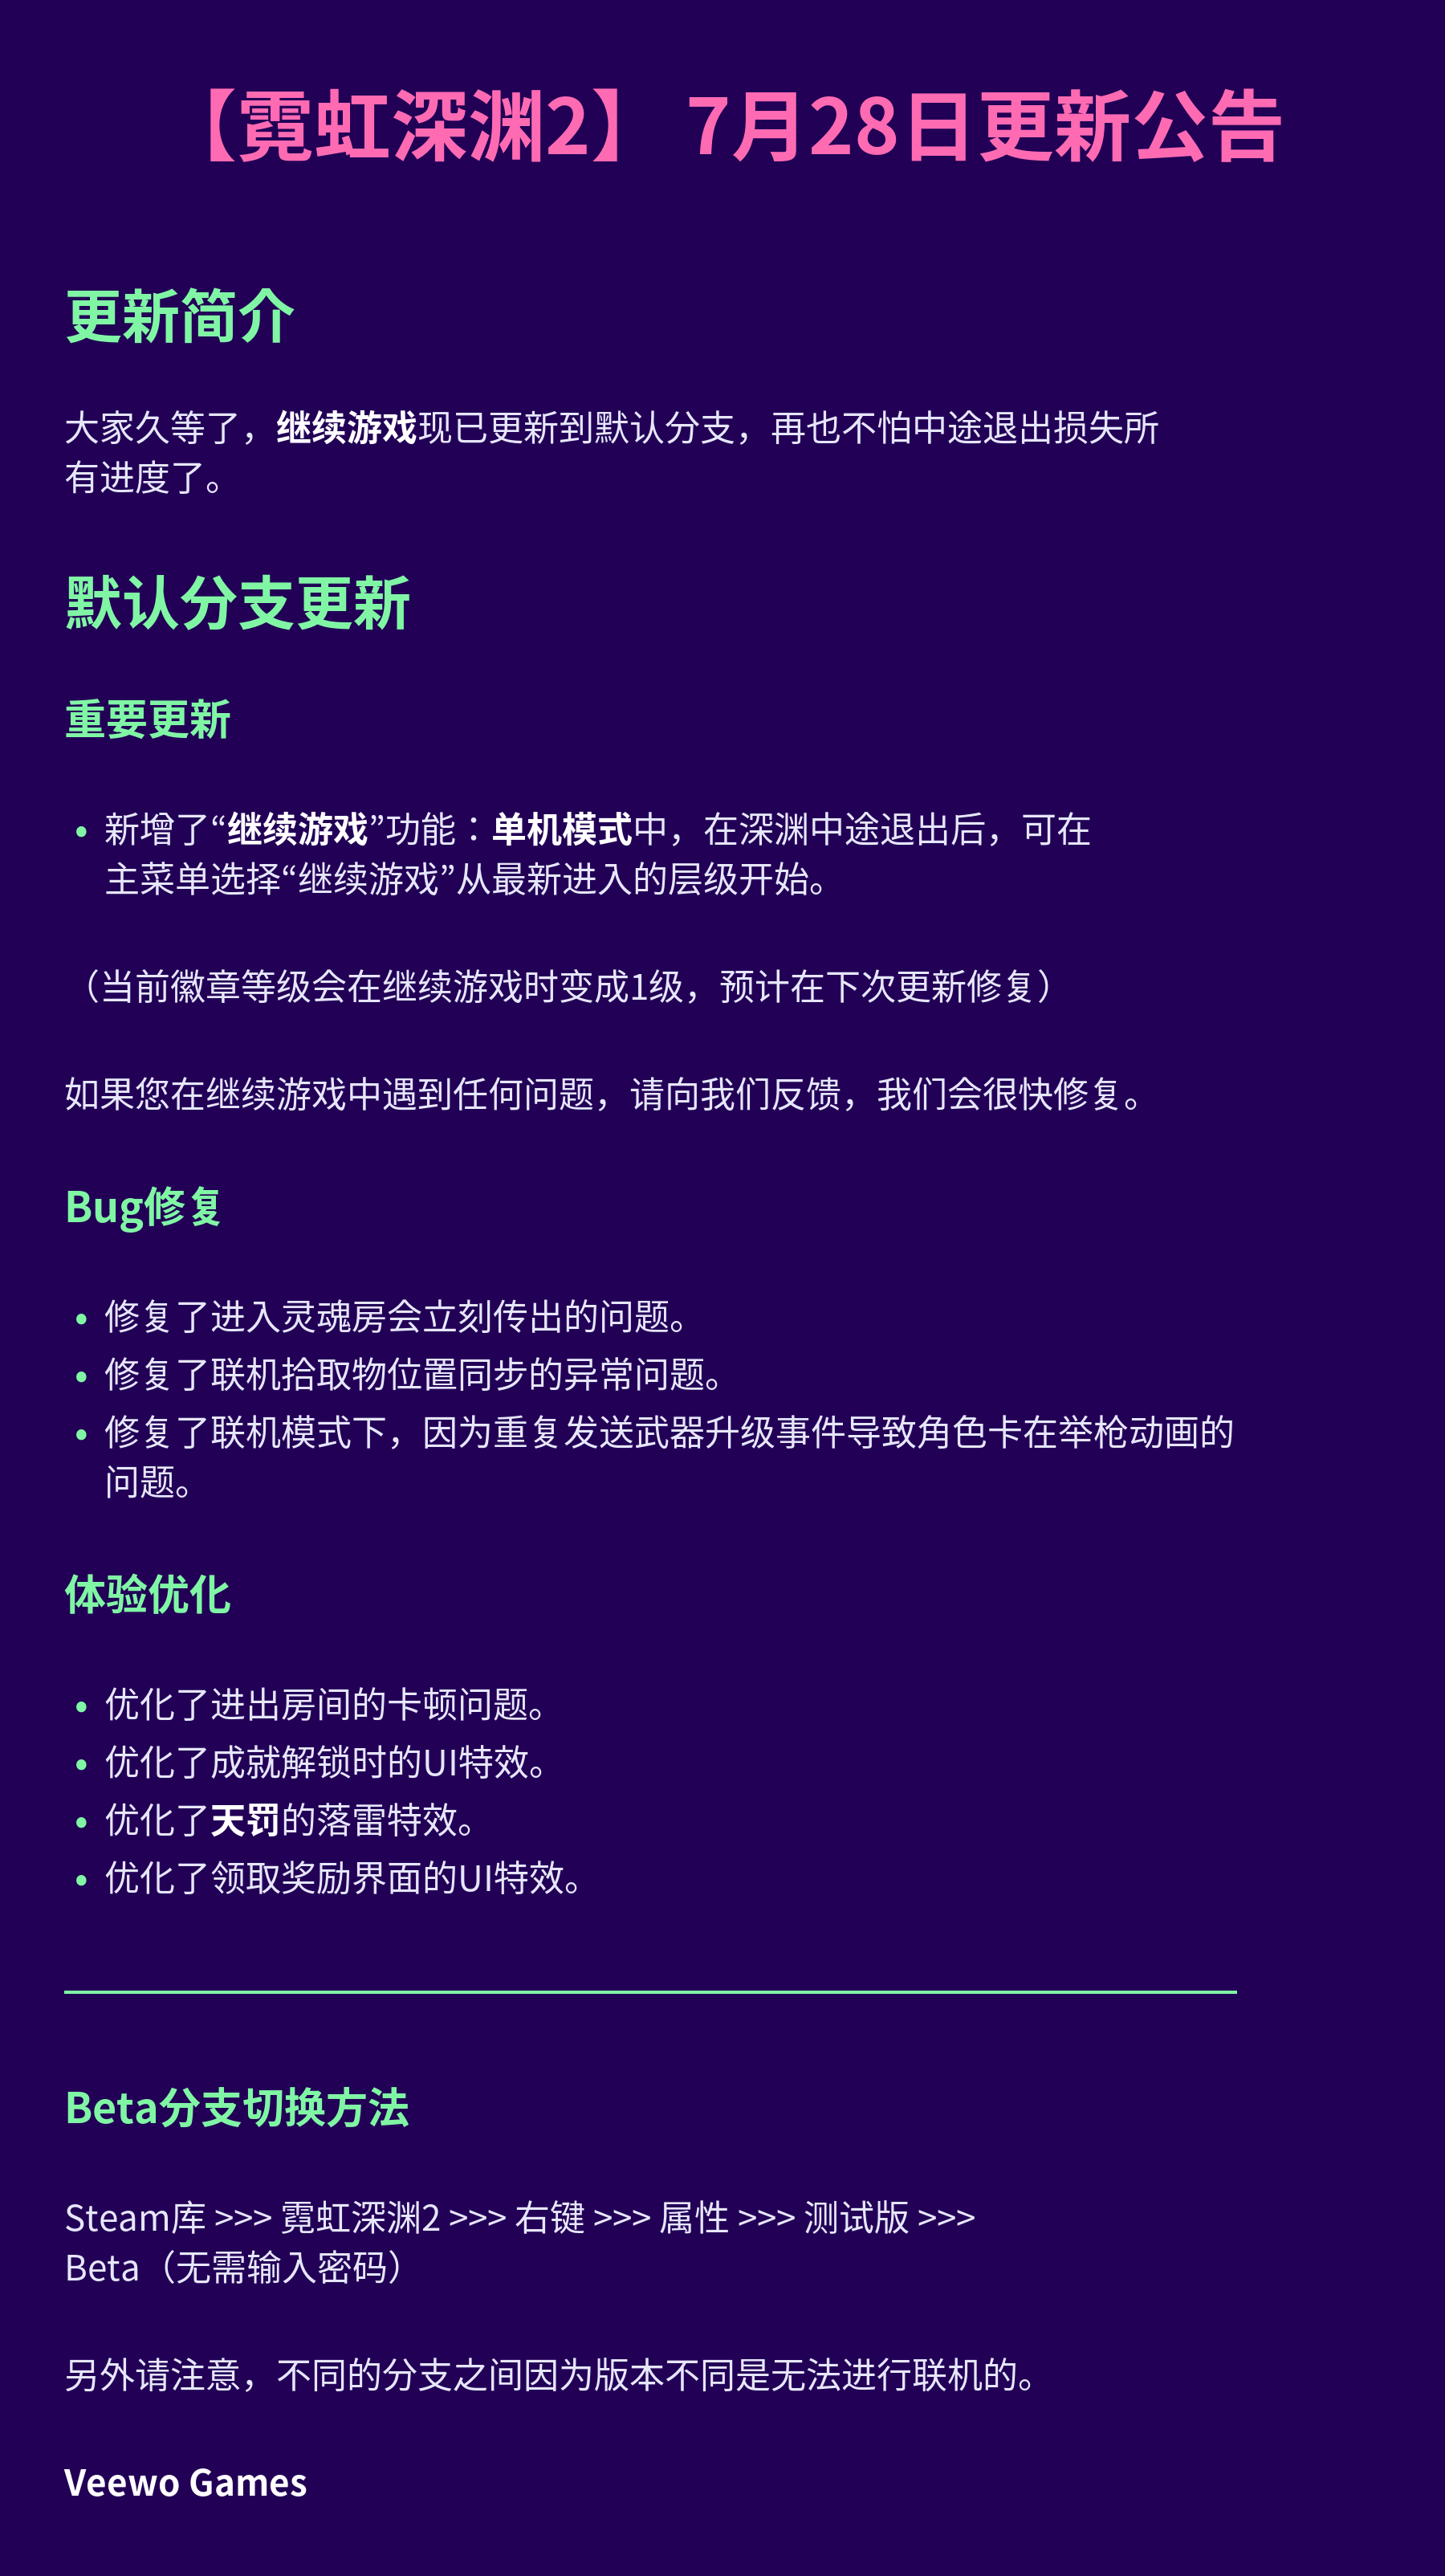 【霓虹深渊2】 7月28日更新公告
更新简介
大家久等了，继续游戏现已更新到默认分支，再也不怕中途退出损失所
有进度了。
默认分支更新
重要更新
• 新增了“继续游戏”功能：单机模式中，在深渊中途退出后，可在
主菜单选择“继续游戏”从最新进入的层级开始。
（当前徽章等级会在继续游戏时变成1级，预计在下次更新修复）
如果您在继续游戏中遇到任何问题，请向我们反馈，我们会很快修复。
Bug修复
• 修复了进入灵魂房会立刻传出的问题。
• 修复了联机拾取物位置同步的异常问题。
• 修复了联机模式下，因为重复发送武器升级事件导致角色卡在举枪动画的
问题。
体验优化
• 优化了进出房间的卡顿问题。
• 优化了成就解锁时的UI特效。
• 优化了天罚的落雷特效。
• 优化了领取奖励界面的UI特效。
Beta分支切换方法
Steam库 >>> 霓虹深渊2 >>> 右键 >>> 属性 >>> 测试版 >>>
Beta（无需输入密码）
另外请注意，不同的分支之间因为版本不同是无法进行联机的。
Veewo Games